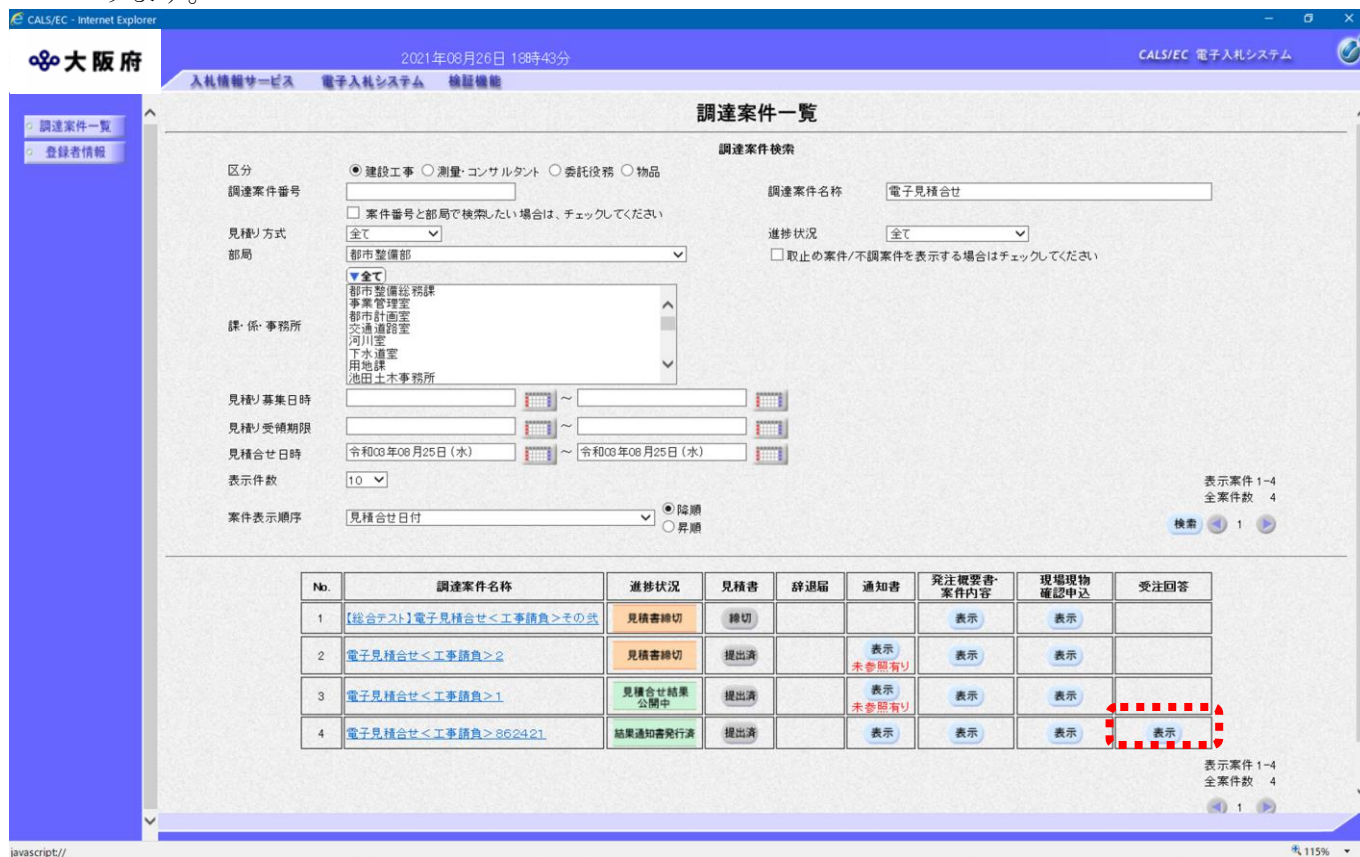 ます。
CALS/EC - Internet Explorer
大阪府
2021年08月26日 18時43分
CALS/EC 電子入札システム
入札情報サービス 電子入札システム 検証機能
調達案件一覧
登録者情報
調達案件一覧
調達案件検索
区分 建設工事 測量・コンサルタント 委託役務 物品
調達案件番号 調達案件名称 電子見積合せ
案件番号と部局で検索したい場合は、チェックしてください
見積り方式 全て 進捗状況 全て
部局 都市整備部 取止め案件/不調案件を表示する場合はチェックしてください
▼全て
課・係・事務所
都市整備総務課
事業管理室
都市計画室
交通道路室
河川室
下水道室
用地課
池田土木事務所
見積り募集日時 ~
見積り受領期限 ~
見積合せ日時 令和03年08月25日(水) ~ 令和03年08月25日(水)
表示件数 10
表示案件 1-4
全案件数 4
案件表示順序 見積合せ日付 降順
昇順
検索 1
No. 調達案件名称 進捗状況 見積書 辞退届 通知書 発注概要書・案件内容 現場現物確認申込 受注回答
1 【総合テスト】電子見積合せ<工事請負>その弐 見積書締切 締切 表示 表示
2 電子見積合せ<工事請負>2 見積書締切 提出済 表示 未参照有り 表示 表示
3 電子見積合せ<工事請負>1 見積合せ結果公開中 提出済 表示 未参照有り 表示 表示
4 電子見積合せ<工事請負>862421 結果通知書発行済 提出済 表示 表示 表示 表示
表示案件 1-4
全案件数 4
1
javascript://
115%